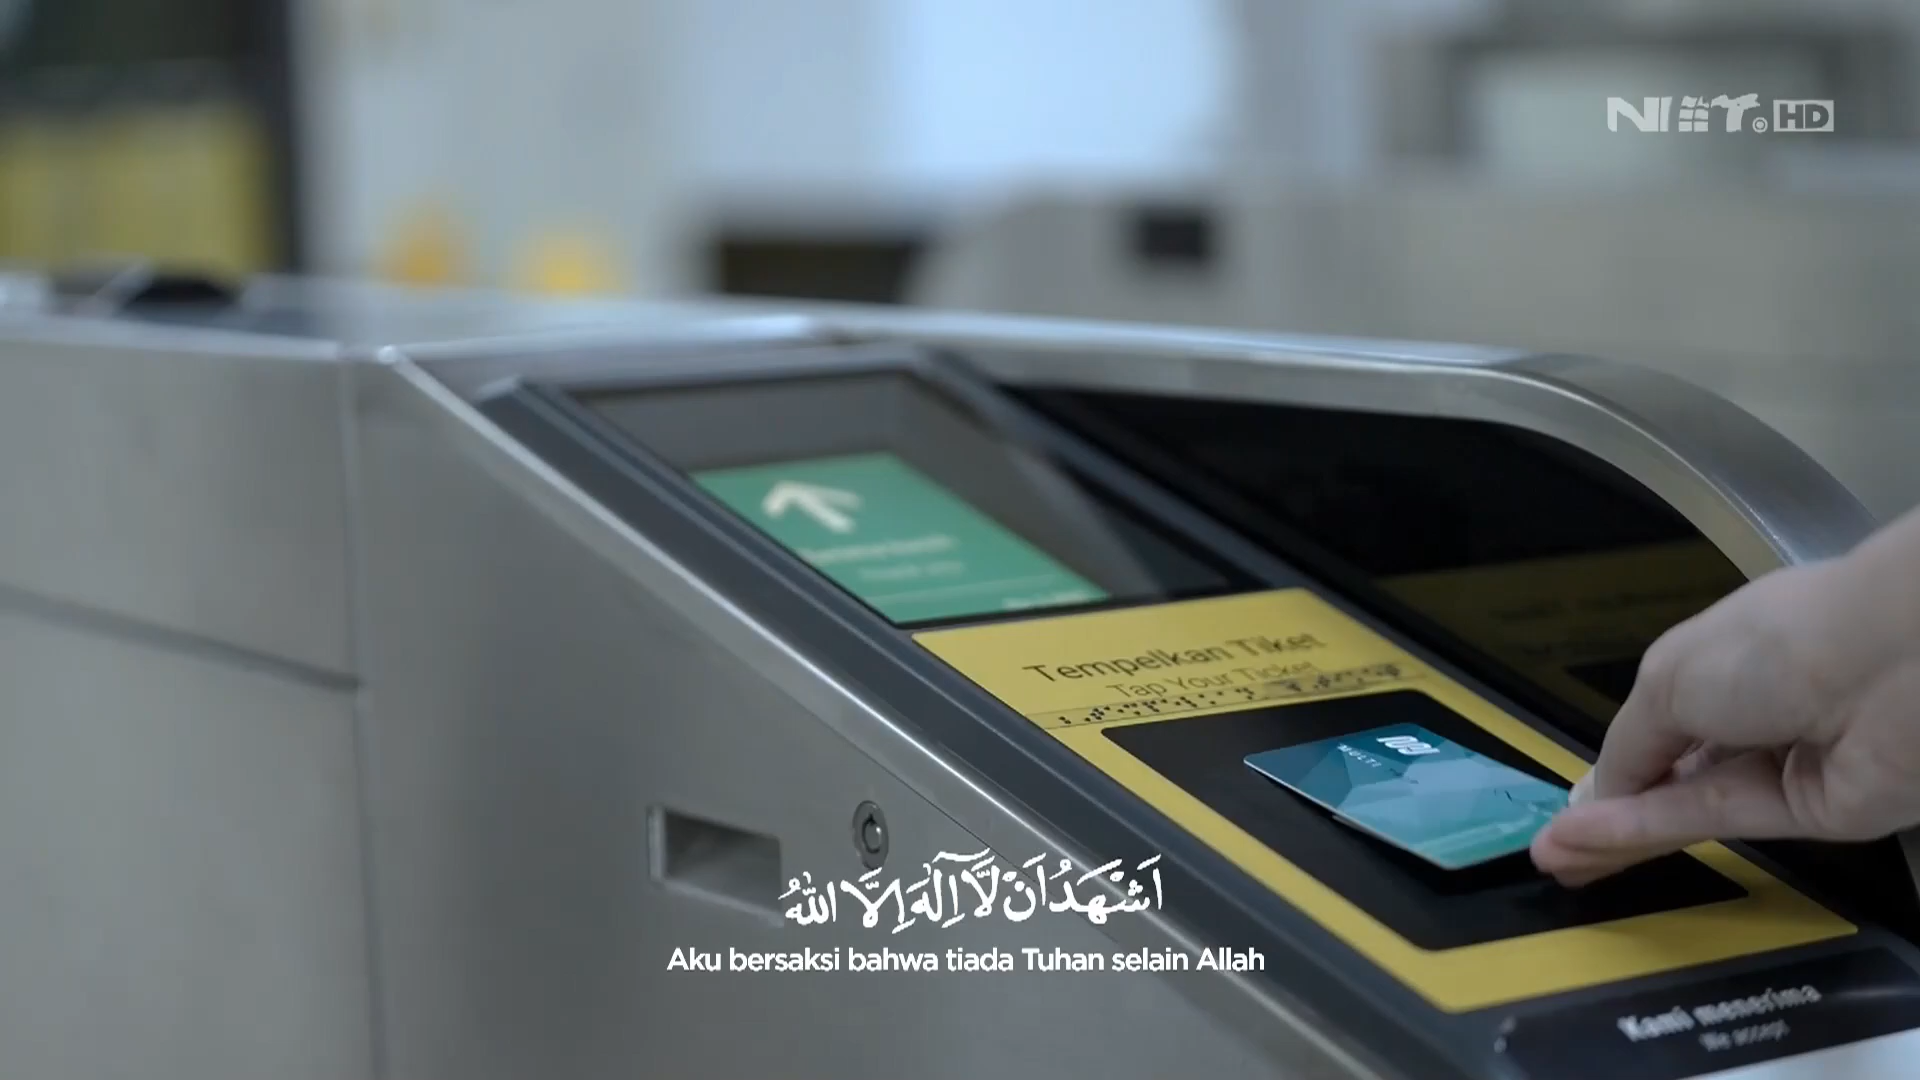 NET. HD
Tempelkan Tiket
Tap Your Ticket
MULTI
اَشْهَدُ اَنْ لَّآ اِلٰهَ اِلَّا اللّٰهُ
Aku bersaksi bahwa tiada Tuhan selain Allah
Kami menerima
We accept